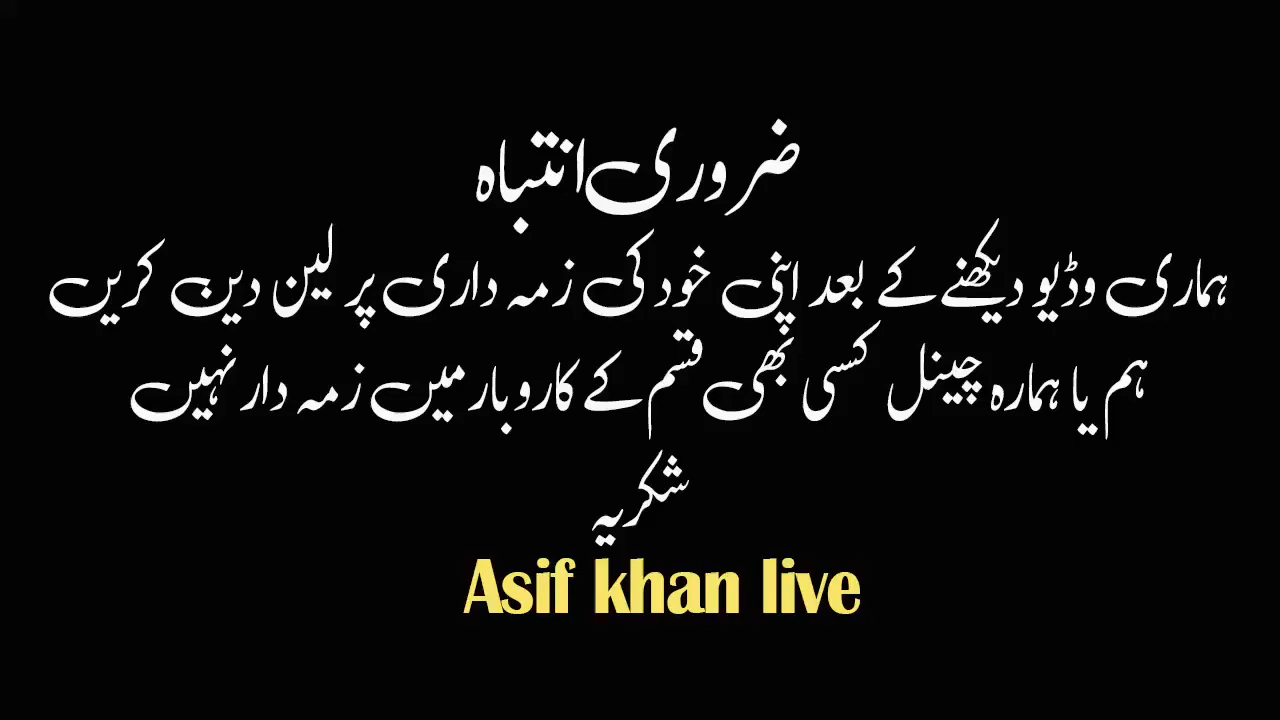 ضروری انتباہ
ہماری وڈیو دیکھنے کے بعد اپنی خود کی زمہ داری پر لین دین کریں
ہم یا ہمارہ چینل کسی بھی قسم کے کاروبار میں زمہ دار نہیں
شکریہ
Asif khan live